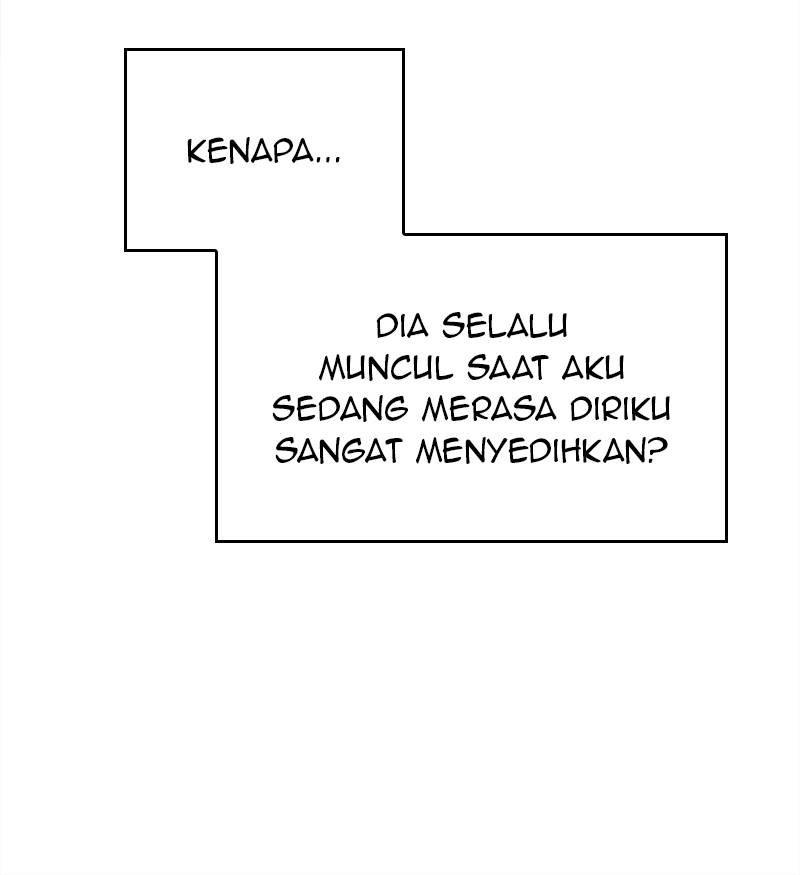 KENAPA...
DIA SELALU
MUNCUL SAAT AKU
SEDANG MERASA DIRIKU
SANGAT MENYEDIHKAN?